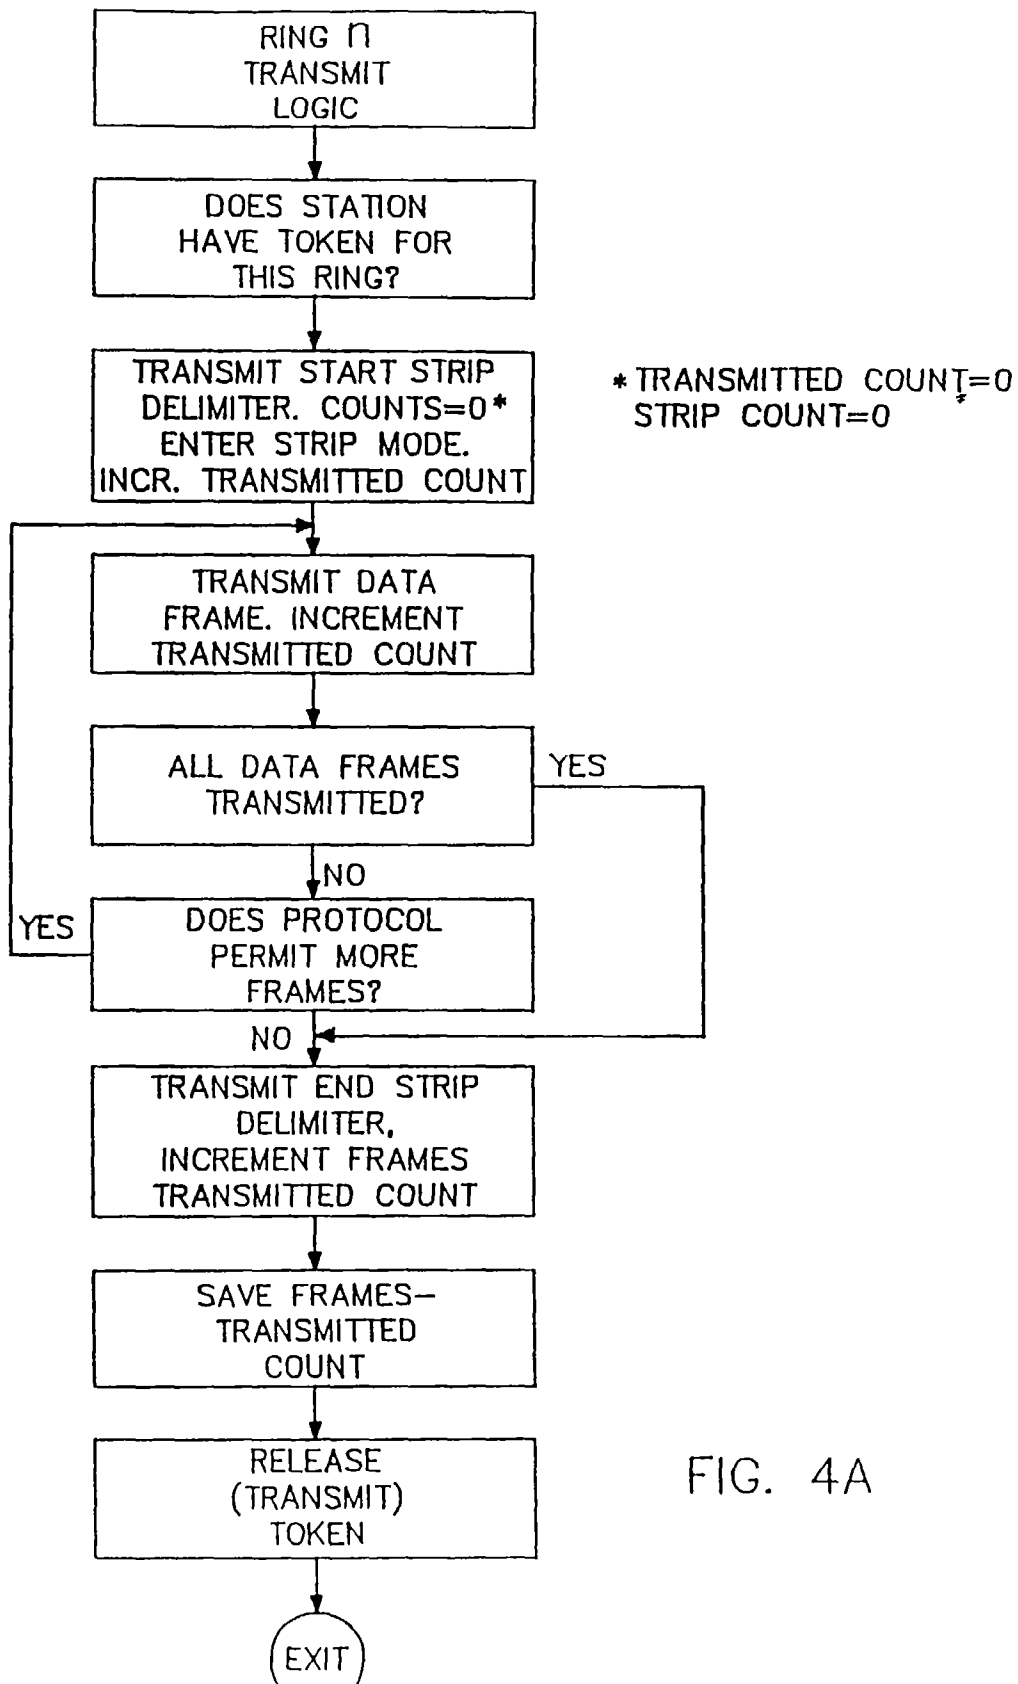 RING n
TRANSMIT
LOGIC
DOES STATION
HAVE TOKEN FOR
THIS RING?
TRANSMIT START STRIP
DELIMITER. COUNTS=0*
ENTER STRIP MODE.
INCR. TRANSMITTED COUNT
* TRANSMITTED COUNT=0
STRIP COUNT=0
TRANSMIT DATA
FRAME. INCREMENT
TRANSMITTED COUNT
ALL DATA FRAMES
TRANSMITTED?
YES
NO
DOES PROTOCOL
PERMIT MORE
FRAMES?
YES
NO
TRANSMIT END STRIP
DELIMITER,
INCREMENT FRAMES
TRANSMITTED COUNT
SAVE FRAMES-
TRANSMITTED
COUNT
RELEASE
(TRANSMIT)
TOKEN
FIG. 4A
EXIT